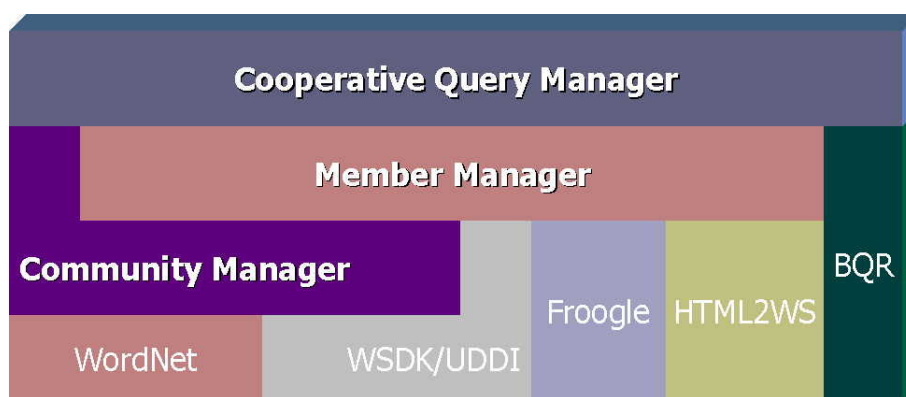 Cooperative Query Manager
Member Manager
Community Manager
BQR
Froogle
HTML2WS
WordNet
WSDK/UDDI